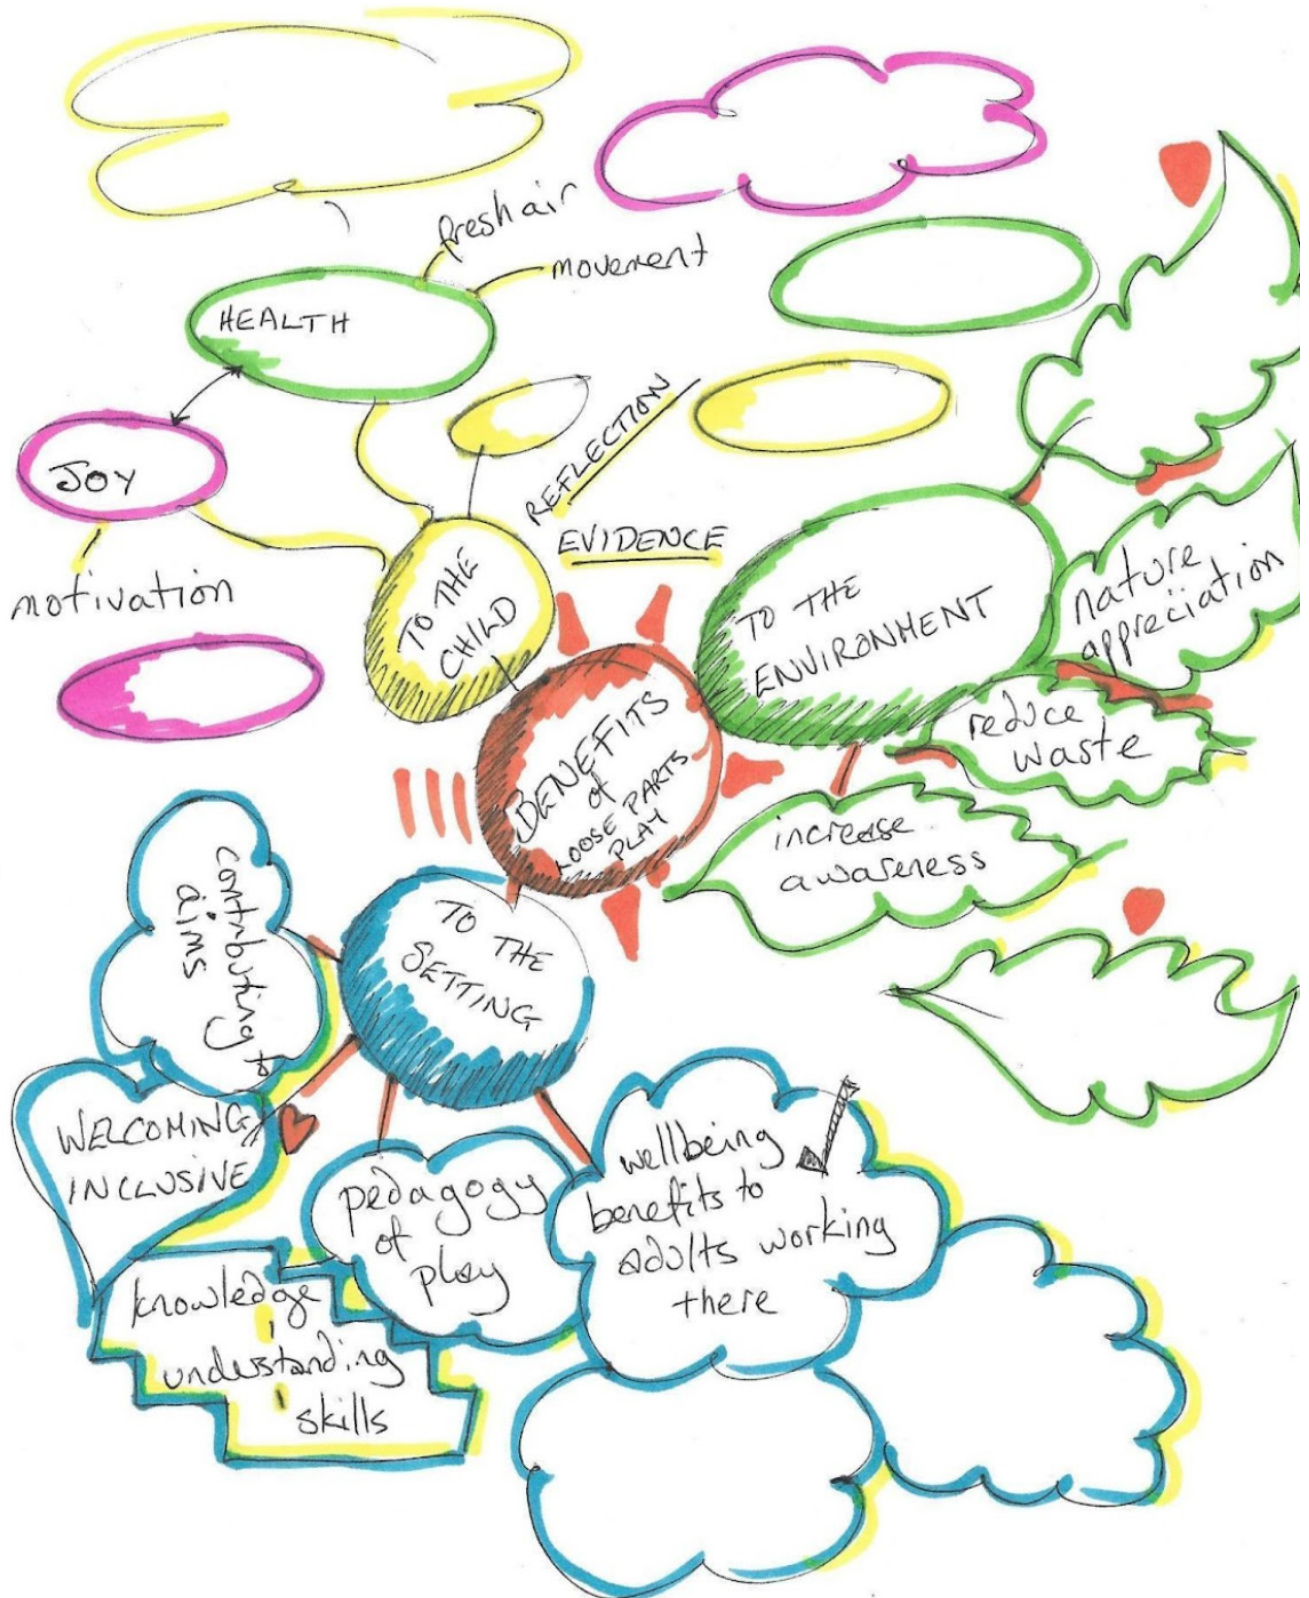 fresh air
movement
HEALTH
JOY
motivation
REFLECTION
EVIDENCE
TO THE
CHILD
TO THE
ENVIRONMENT
nature
appreciation
reduce
waste
increase
awareness
BENEFITS
of
LOOSE PARTS
PLAY
TO THE
SETTING
contributing to
aims
WELCOMING
INCLUSIVE
pedagogy
of
play
wellbeing
benefits to
adults working
there
knowledge
understanding
skills